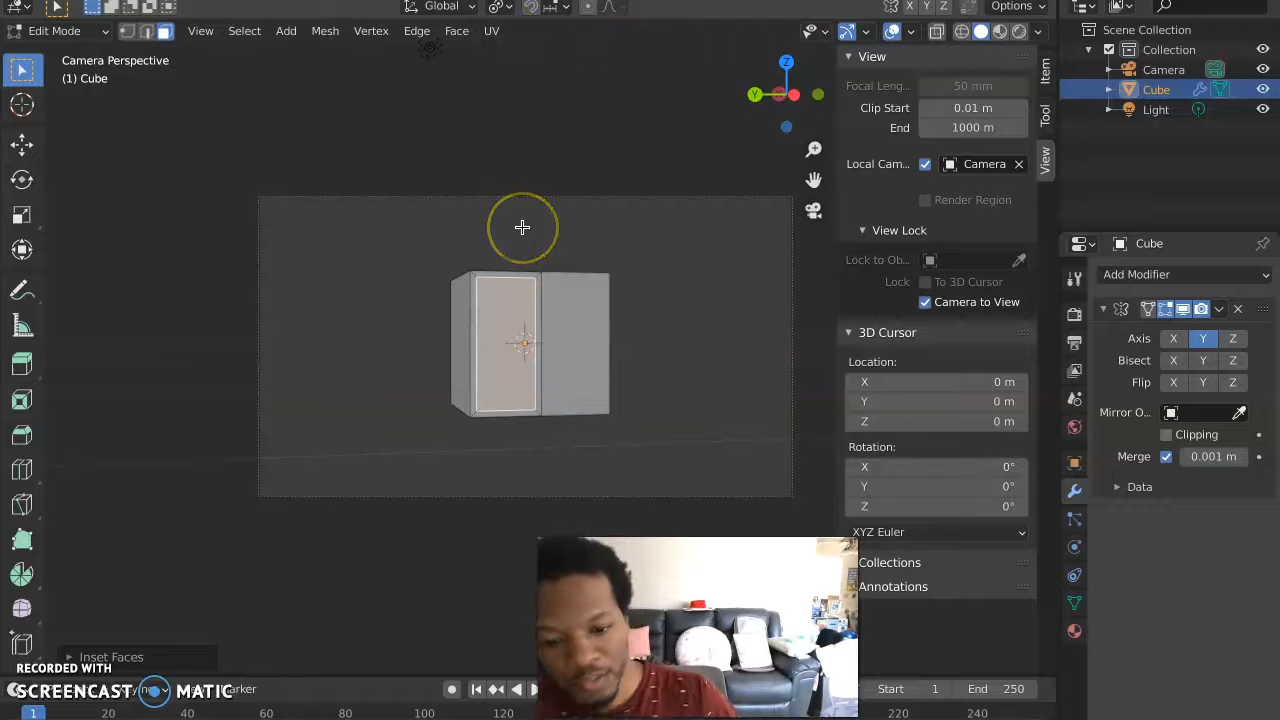 Global
Options
X Y Z
Edit Mode
View Select Add Mesh Vertex Edge Face UV
Camera Perspective
(1) Cube
Z
Y
View
Focal Leng... 50 mm
Clip Start 0.01 m
End 1000 m
Local Cam... Camera
Render Region
View Lock
Lock to Ob...
Lock To 3D Cursor
Camera to View
3D Cursor
Location:
X 0 m
Y 0 m
Z 0 m
Rotation:
X 0°
Y 0°
Z 0°
XYZ Euler
Collections
Annotations
Item
Tool
View
Scene Collection
Collection
Camera
Cube
Light
Cube
Add Modifier
Axis X Y Z
Bisect X Y Z
Flip X Y Z
Mirror O...
Clipping
Merge 0.001 m
Data
Inset Faces
RECORDED WITH
SCREENCAST MATIC
Marker
Start 1 End 250
1 20 40 60 80 100 120 220 240